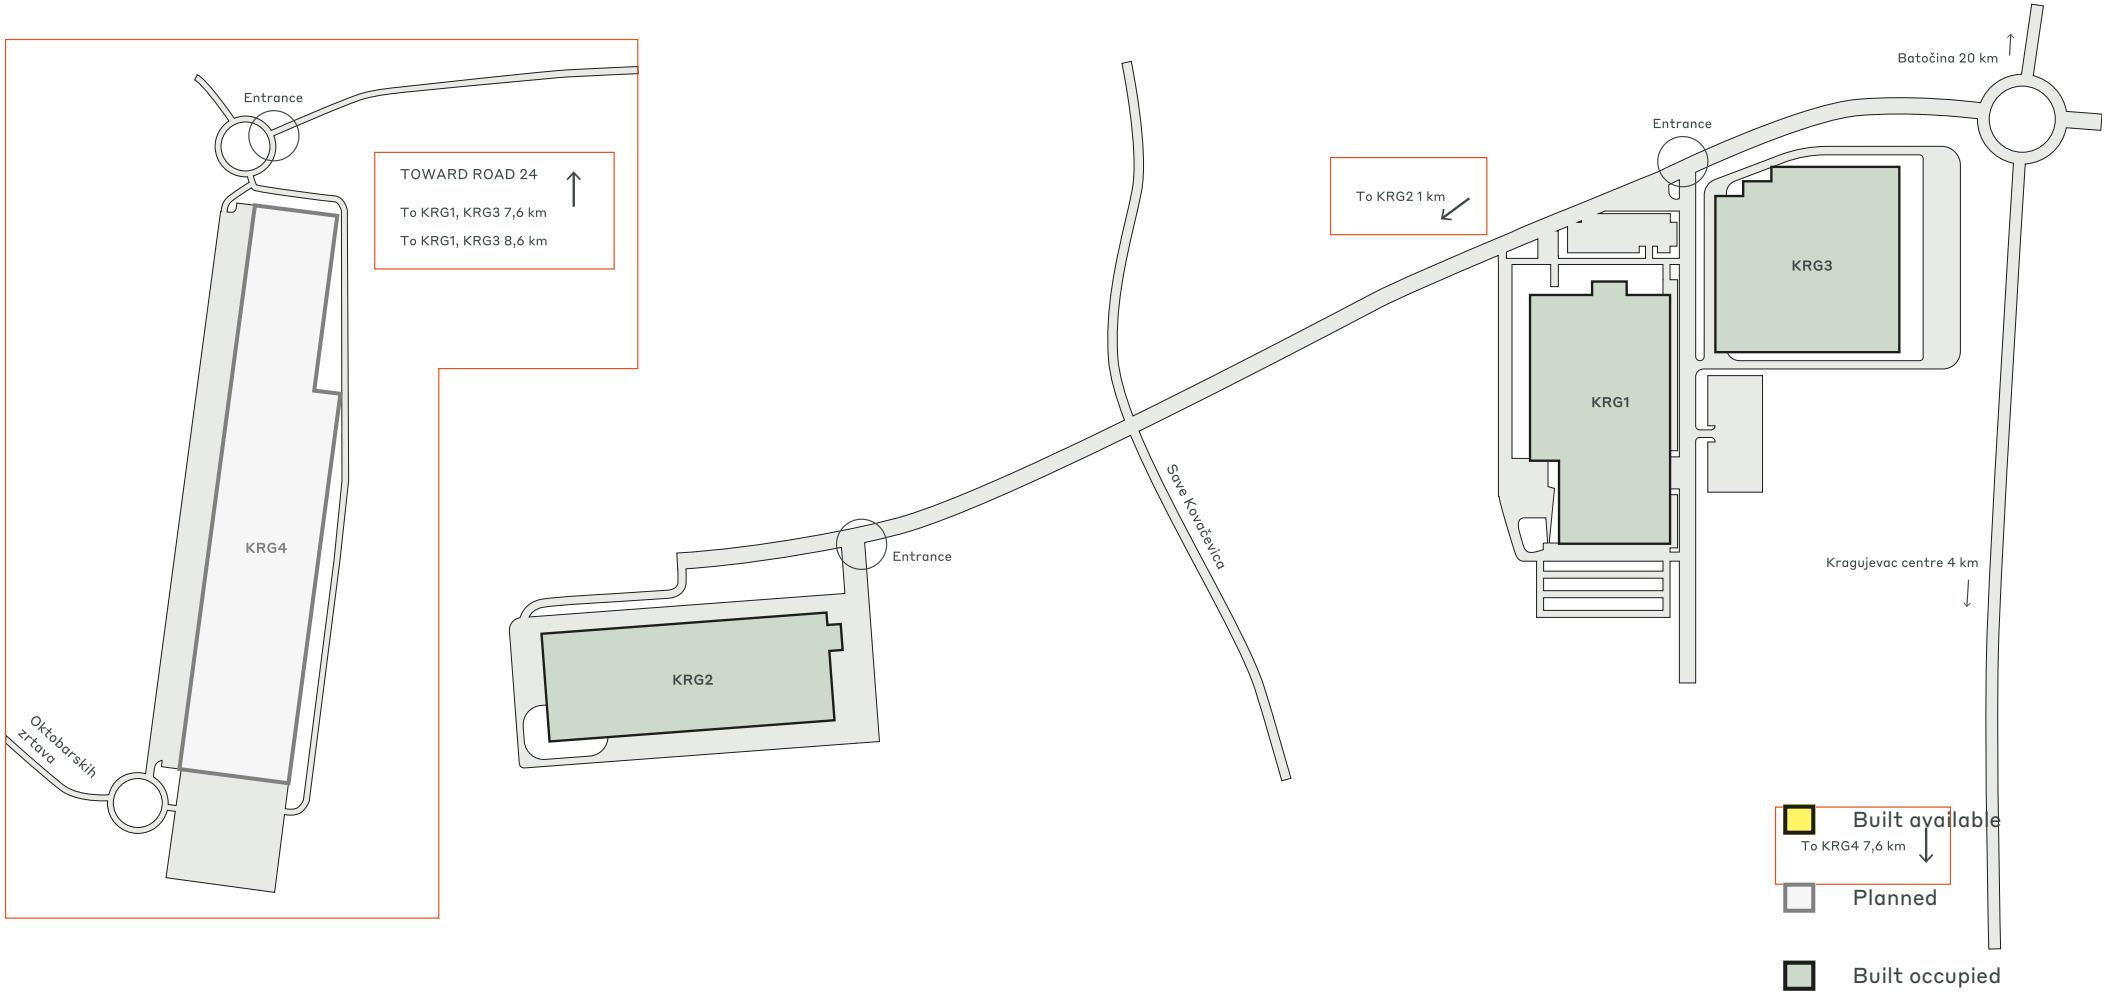 Batočina 20 km
Entrance
Entrance
TOWARD ROAD 24
To KRG1, KRG3 7,6 km
To KRG1, KRG3 8,6 km
To KRG2 1 km
KRG3
KRG1
Save Kovačevica
KRG4
Entrance
Kragujevac centre 4 km
KRG2
Oktobarskih
zrtava
Built available
To KRG4 7,6 km
Planned
Built occupied